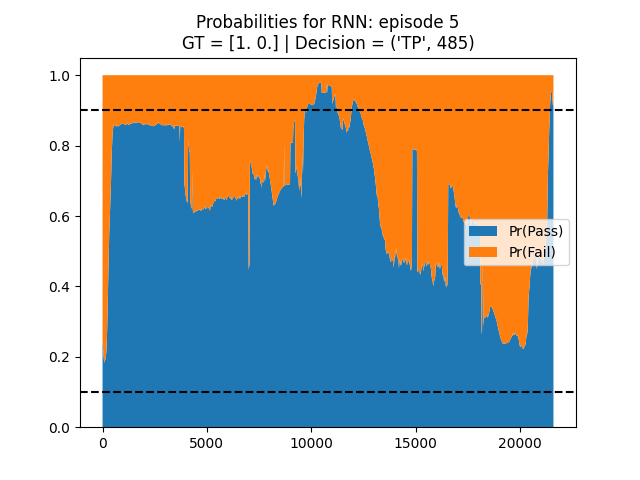 Probabilities for RNN: episode 5
GT = [1. 0.] | Decision = ('TP', 485)
1.0
0.8
0.6
Pr(Pass)
Pr(Fail)
0.4
0.2
0.0
0 5000 10000 15000 20000